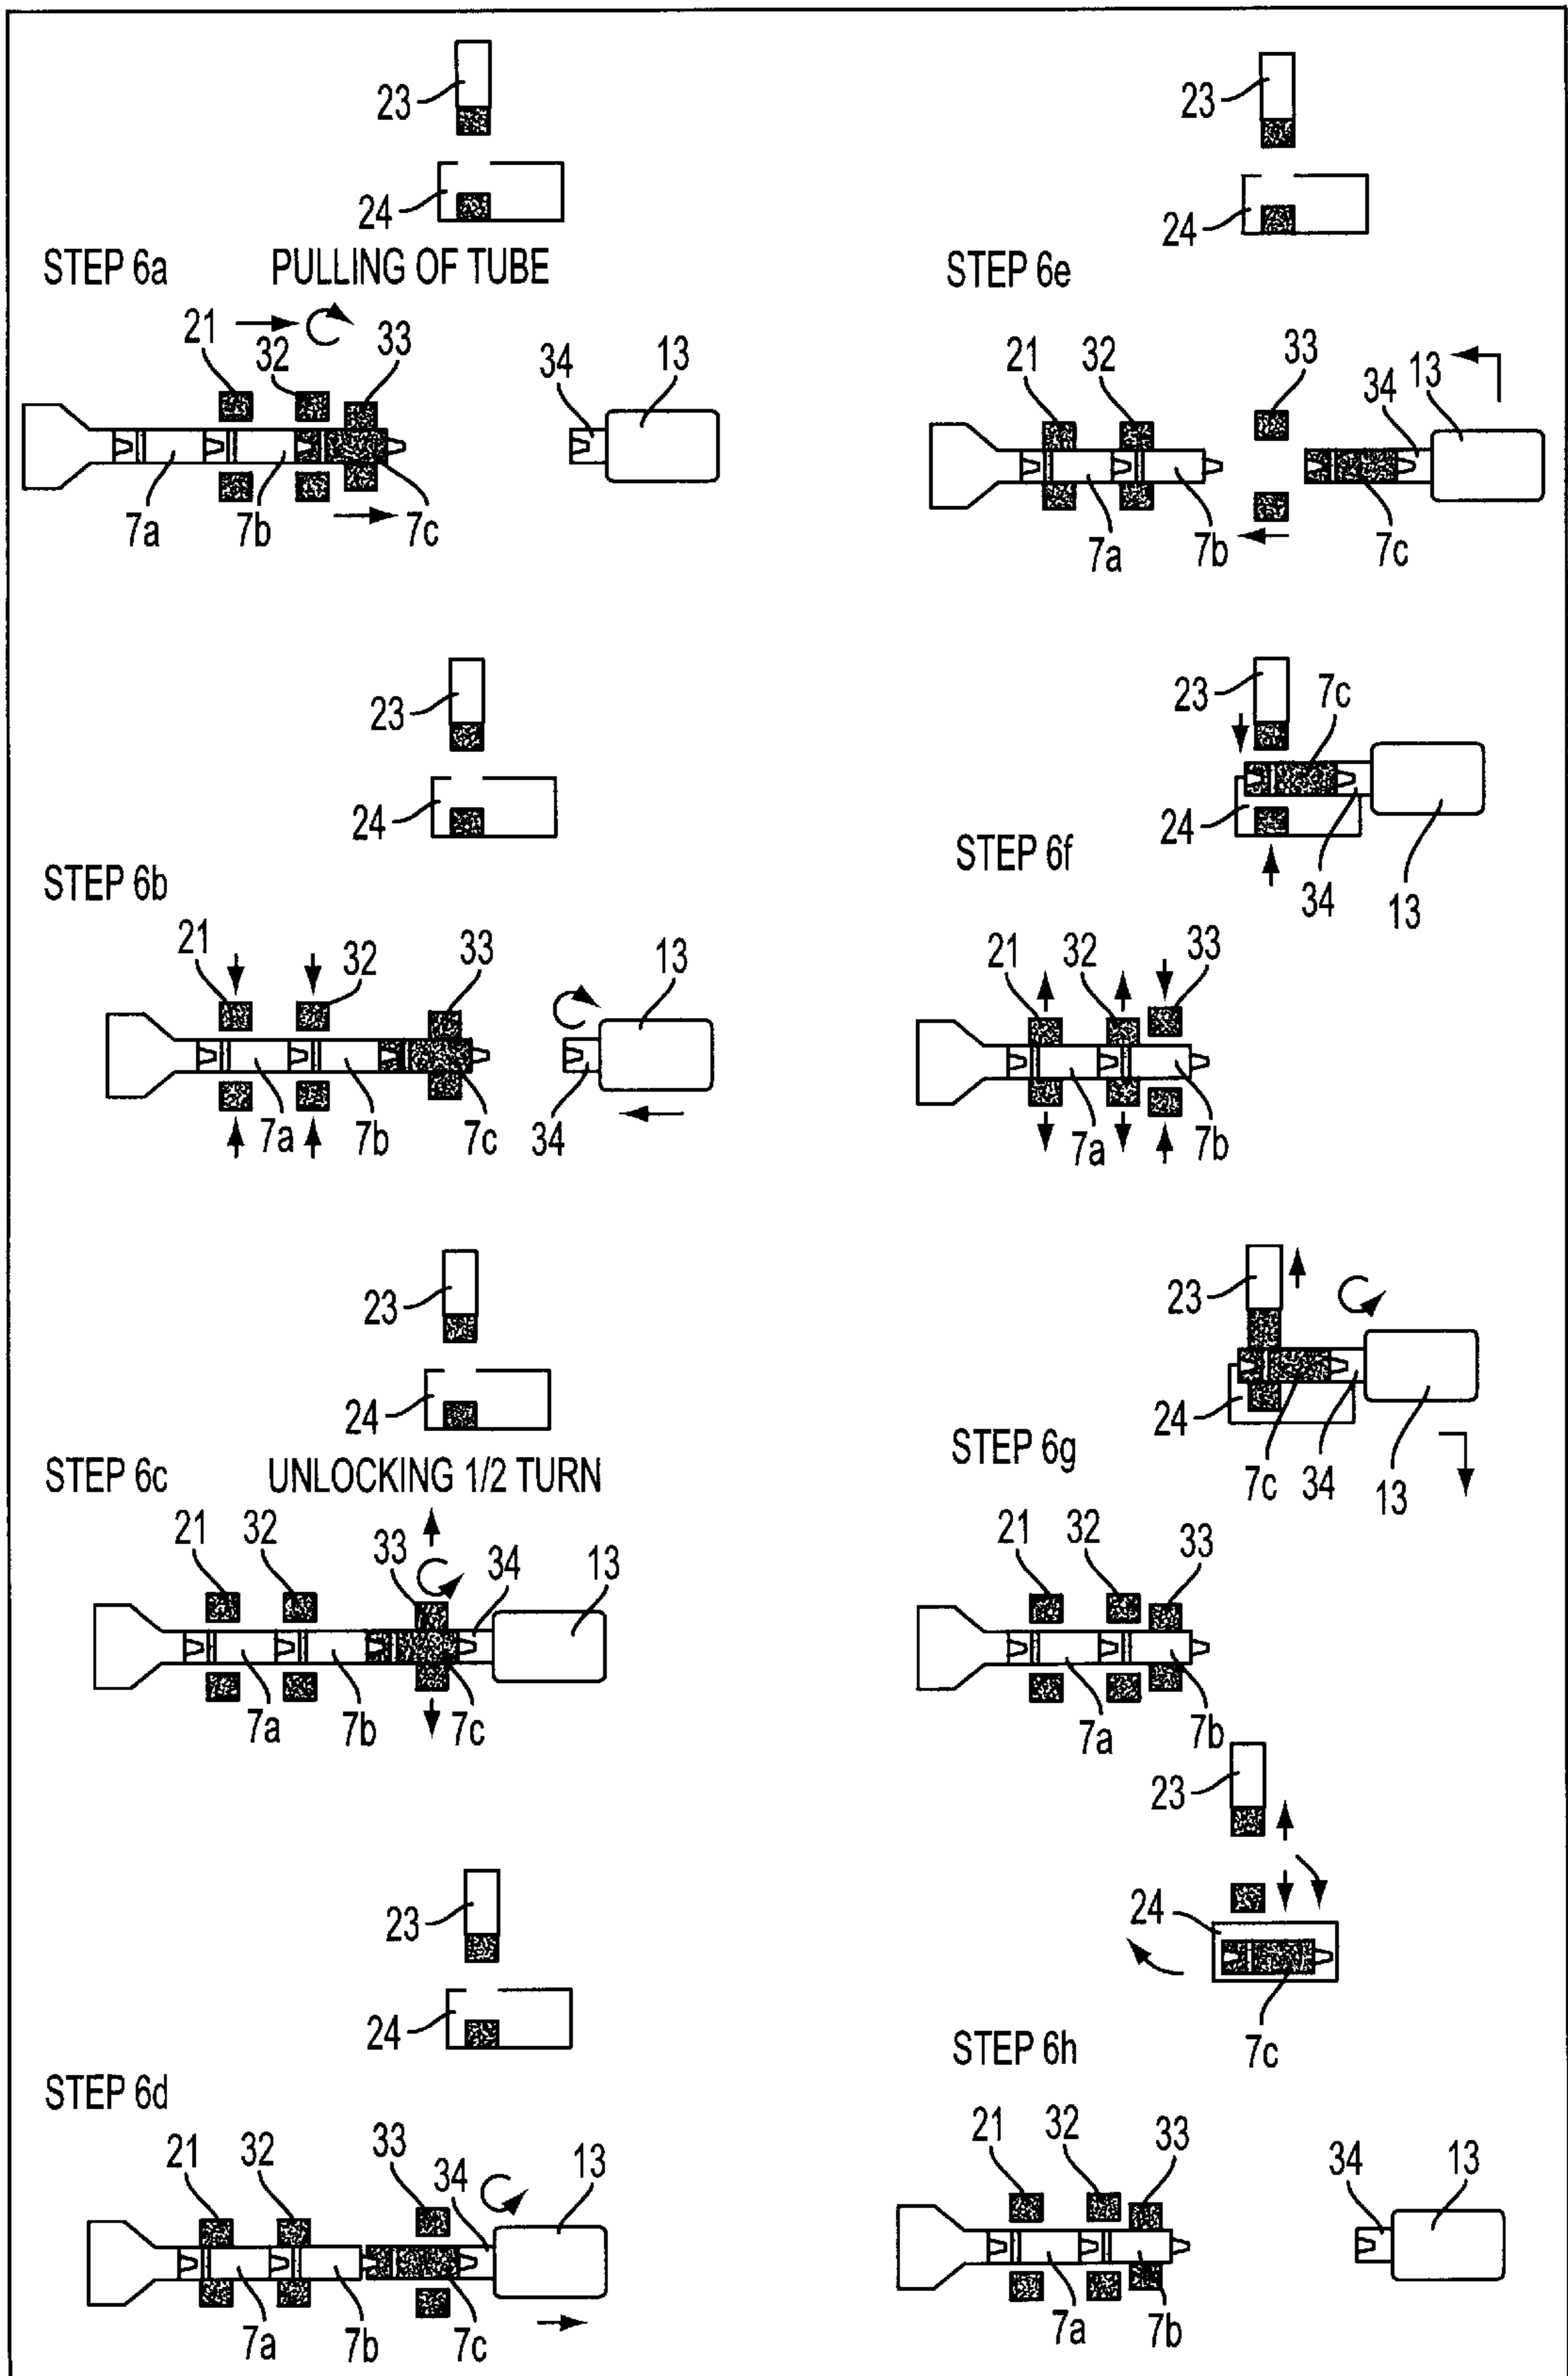 23
24
STEP 6a PULLING OF TUBE
21 32 33 34 13
7a 7b 7c
23
24
STEP 6b
21 32 33 13
7a 7b 7c 34
23
24
STEP 6c UNLOCKING 1/2 TURN
21 32 33 34 13
7a 7b 7c
23
24
STEP 6d
21 32 33 34 13
7a 7b 7c
23
24
STEP 6e
21 32 33 34 13
7a 7b 7c
23 7c
24
STEP 6f 34 13
21 32 33
7a 7b
23
24
STEP 6g 7c 34 13
21 32 33
7a 7b
23
24
7c
STEP 6h
21 32 33 34 13
7a 7b